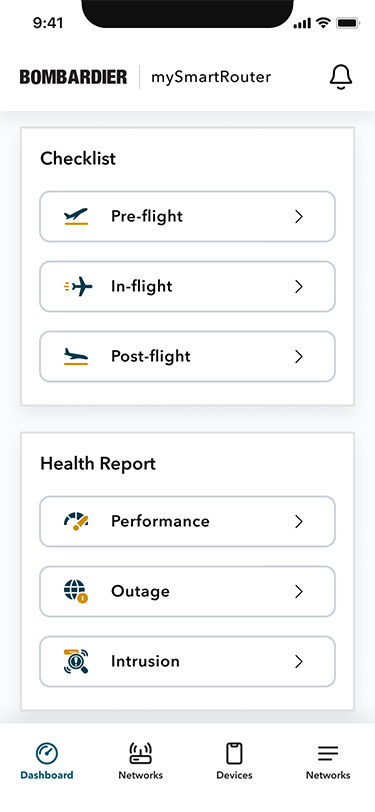 9:41
BOMBARDIER mySmartRouter
Checklist
Pre-flight
In-flight
Post-flight
Health Report
Performance
Outage
Intrusion
Dashboard Networks Devices Networks